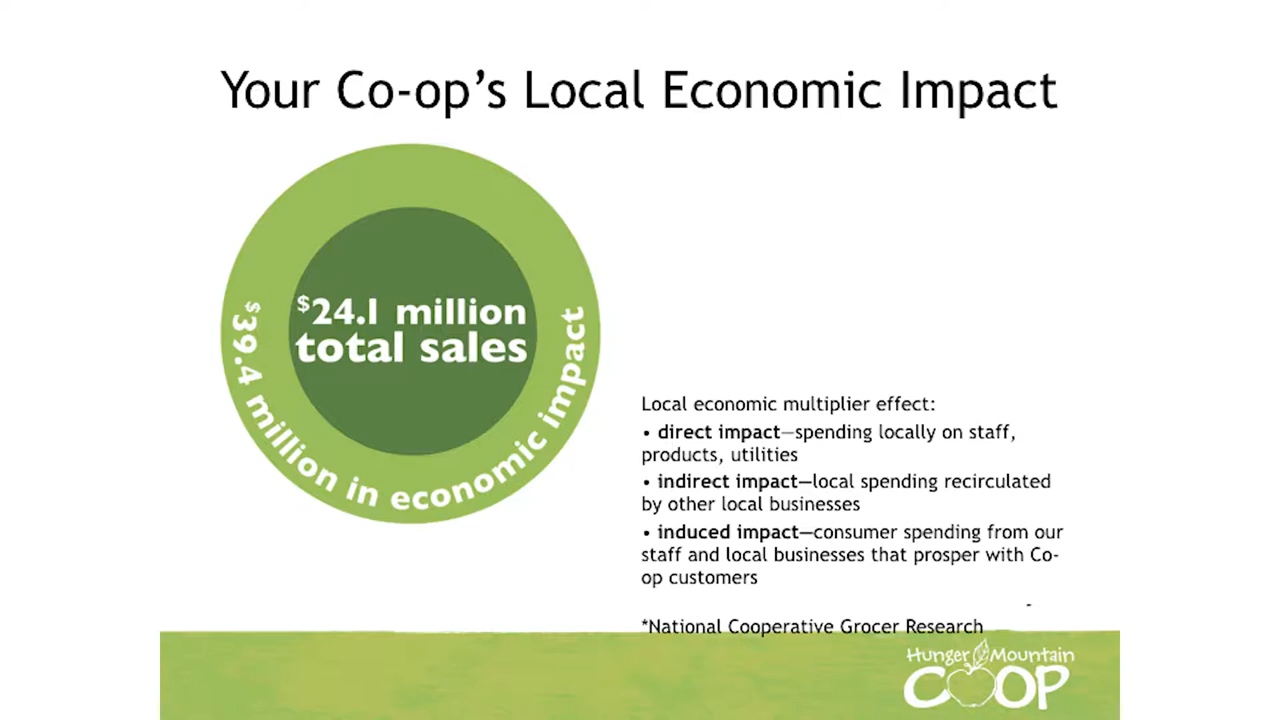 Your Co-op’s Local Economic Impact
$24.1 million
total sales
$39.4 million in economic impact
Local economic multiplier effect:
• direct impact—spending locally on staff,
products, utilities
• indirect impact—local spending recirculated
by other local businesses
• induced impact—consumer spending from our
staff and local businesses that prosper with Co-
op customers
*National Cooperative Grocer Research
Hunger Mountain
COOP